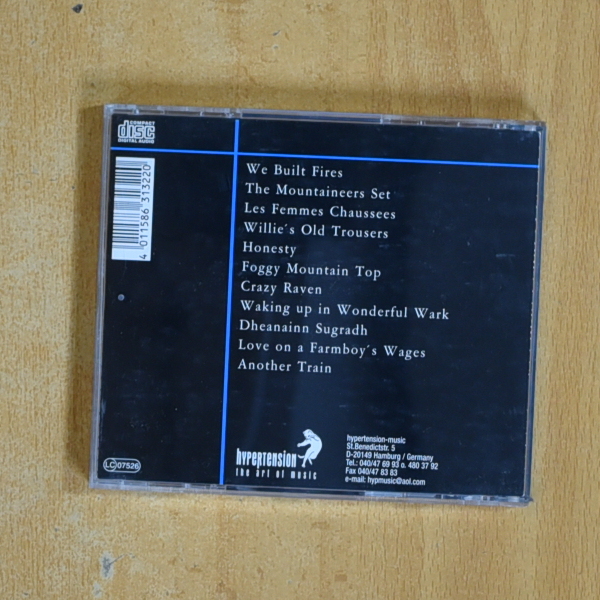 COMPACT
disc
DIGITAL AUDIO
4 011586 313220
We Built Fires
The Mountaineers Set
Les Femmes Chaussees
Willie´s Old Trousers
Honesty
Foggy Mountain Top
Crazy Raven
Waking up in Wonderful Wark
Dheanainn Sugradh
Love on a Farmboy´s Wages
Another Train
hypertension
the art of music
hypertension-music
St.Benedictstr. 5
D-20149 Hamburg / Germany
Tel.: 040/47 69 93 o. 480 37 92
Fax 040/47 83 83
e-mail: hypmusic@aol.com
LC 07526